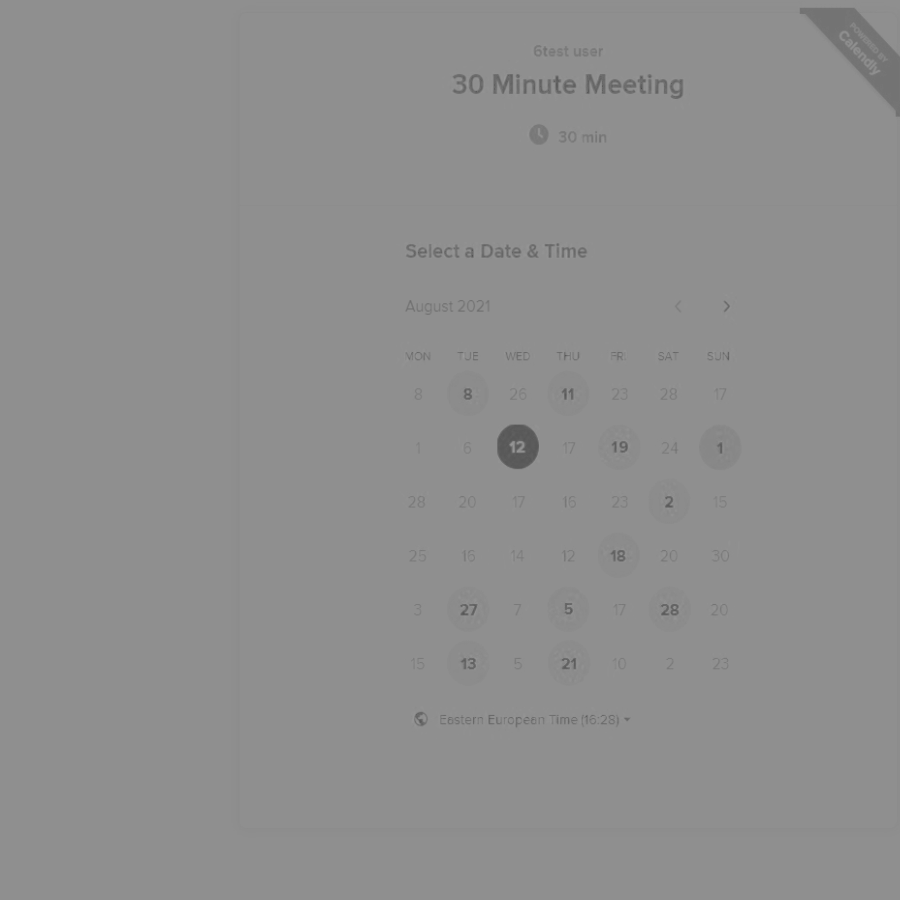 POWERED BY
Calendly
6test user
30 Minute Meeting
30 min
Select a Date & Time
August 2021
MON TUE WED THU FRI SAT SUN
8 8 26 11 23 28 17
1 6 12 17 19 24 1
28 20 17 16 23 2 15
25 16 14 12 18 20 30
3 27 7 5 17 28 20
15 13 5 21 10 2 23
Eastern European Time (16:28)